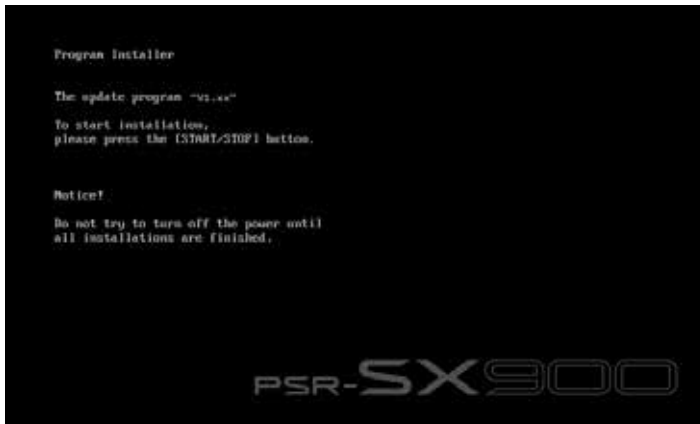 Program Installer
The update program "V1.xx"
To start installation,
please press the [START/STOP] button.
Notice!
Do not try to turn off the power until
all installations are finished.
PSR-SX900